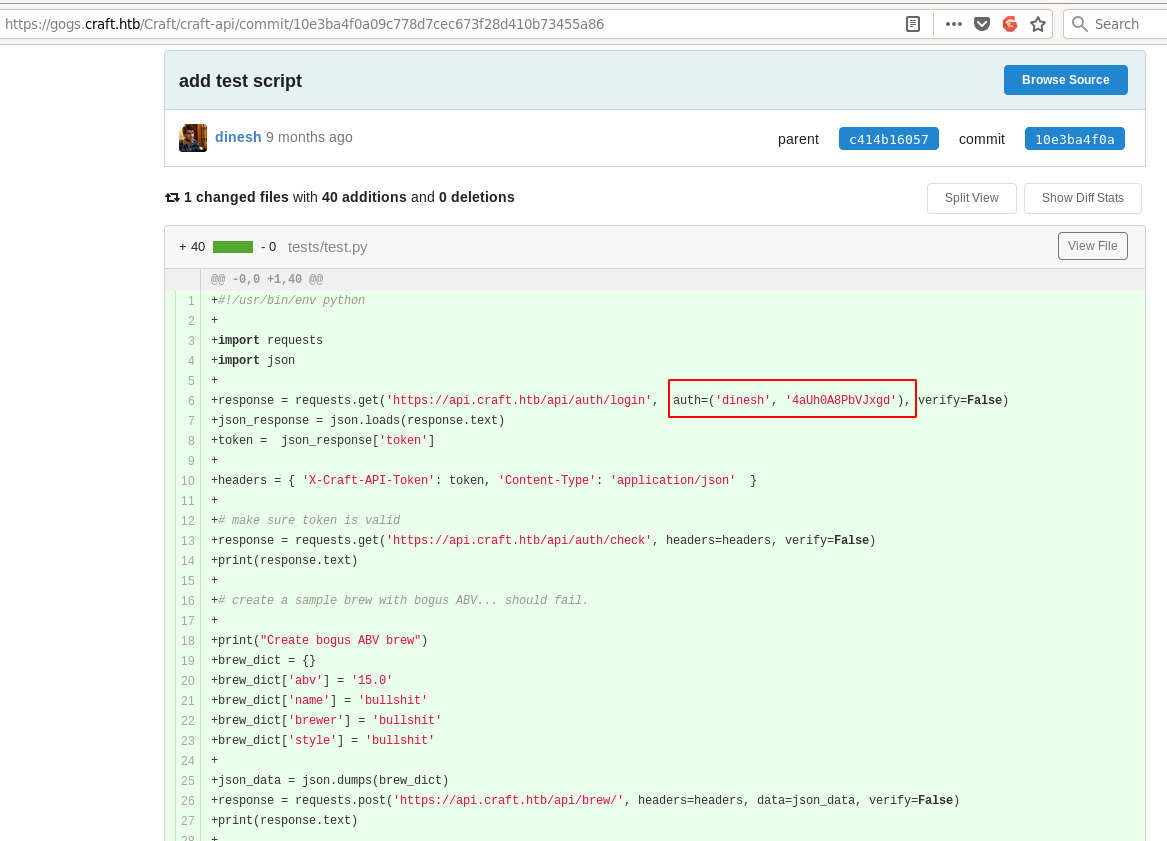 https://gogs.craft.htb/Craft/craft-api/commit/10e3ba4f0a09c778d7cec673f28d410b73455a86
Search
add test script
Browse Source
dinesh 9 months ago
parent c414b16057 commit 10e3ba4f0a
1 changed files with 40 additions and 0 deletions
Split View
Show Diff Stats
+ 40 - 0 tests/test.py
View File
@@ -0,0 +1,40 @@
1 +#!/usr/bin/env python
2 +
3 +import requests
4 +import json
5 +
6 +response = requests.get('https://api.craft.htb/api/auth/login', auth=('dinesh', '4aUh0A8PbVJxgd'), verify=False)
7 +json_response = json.loads(response.text)
8 +token =  json_response['token']
9 +
10 +headers = { 'X-Craft-API-Token': token, 'Content-Type': 'application/json'  }
11 +
12 +# make sure token is valid
13 +response = requests.get('https://api.craft.htb/api/auth/check', headers=headers, verify=False)
14 +print(response.text)
15 +
16 +# create a sample brew with bogus ABV... should fail.
17 +
18 +print("Create bogus ABV brew")
19 +brew_dict = {}
20 +brew_dict['abv'] = '15.0'
21 +brew_dict['name'] = 'bullshit'
22 +brew_dict['brewer'] = 'bullshit'
23 +brew_dict['style'] = 'bullshit'
24 +
25 +json_data = json.dumps(brew_dict)
26 +response = requests.post('https://api.craft.htb/api/brew/', headers=headers, data=json_data, verify=False)
27 +print(response.text)
28 +